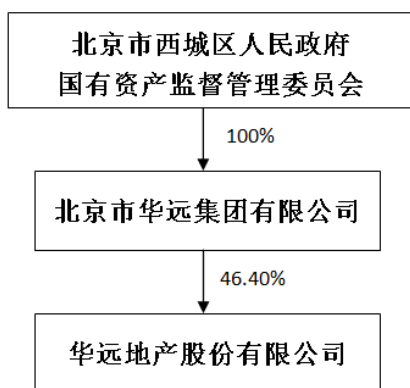 北京市西城区人民政府
国有资产监督管理委员会
100%
北京市华远集团有限公司
46.40%
华远地产股份有限公司